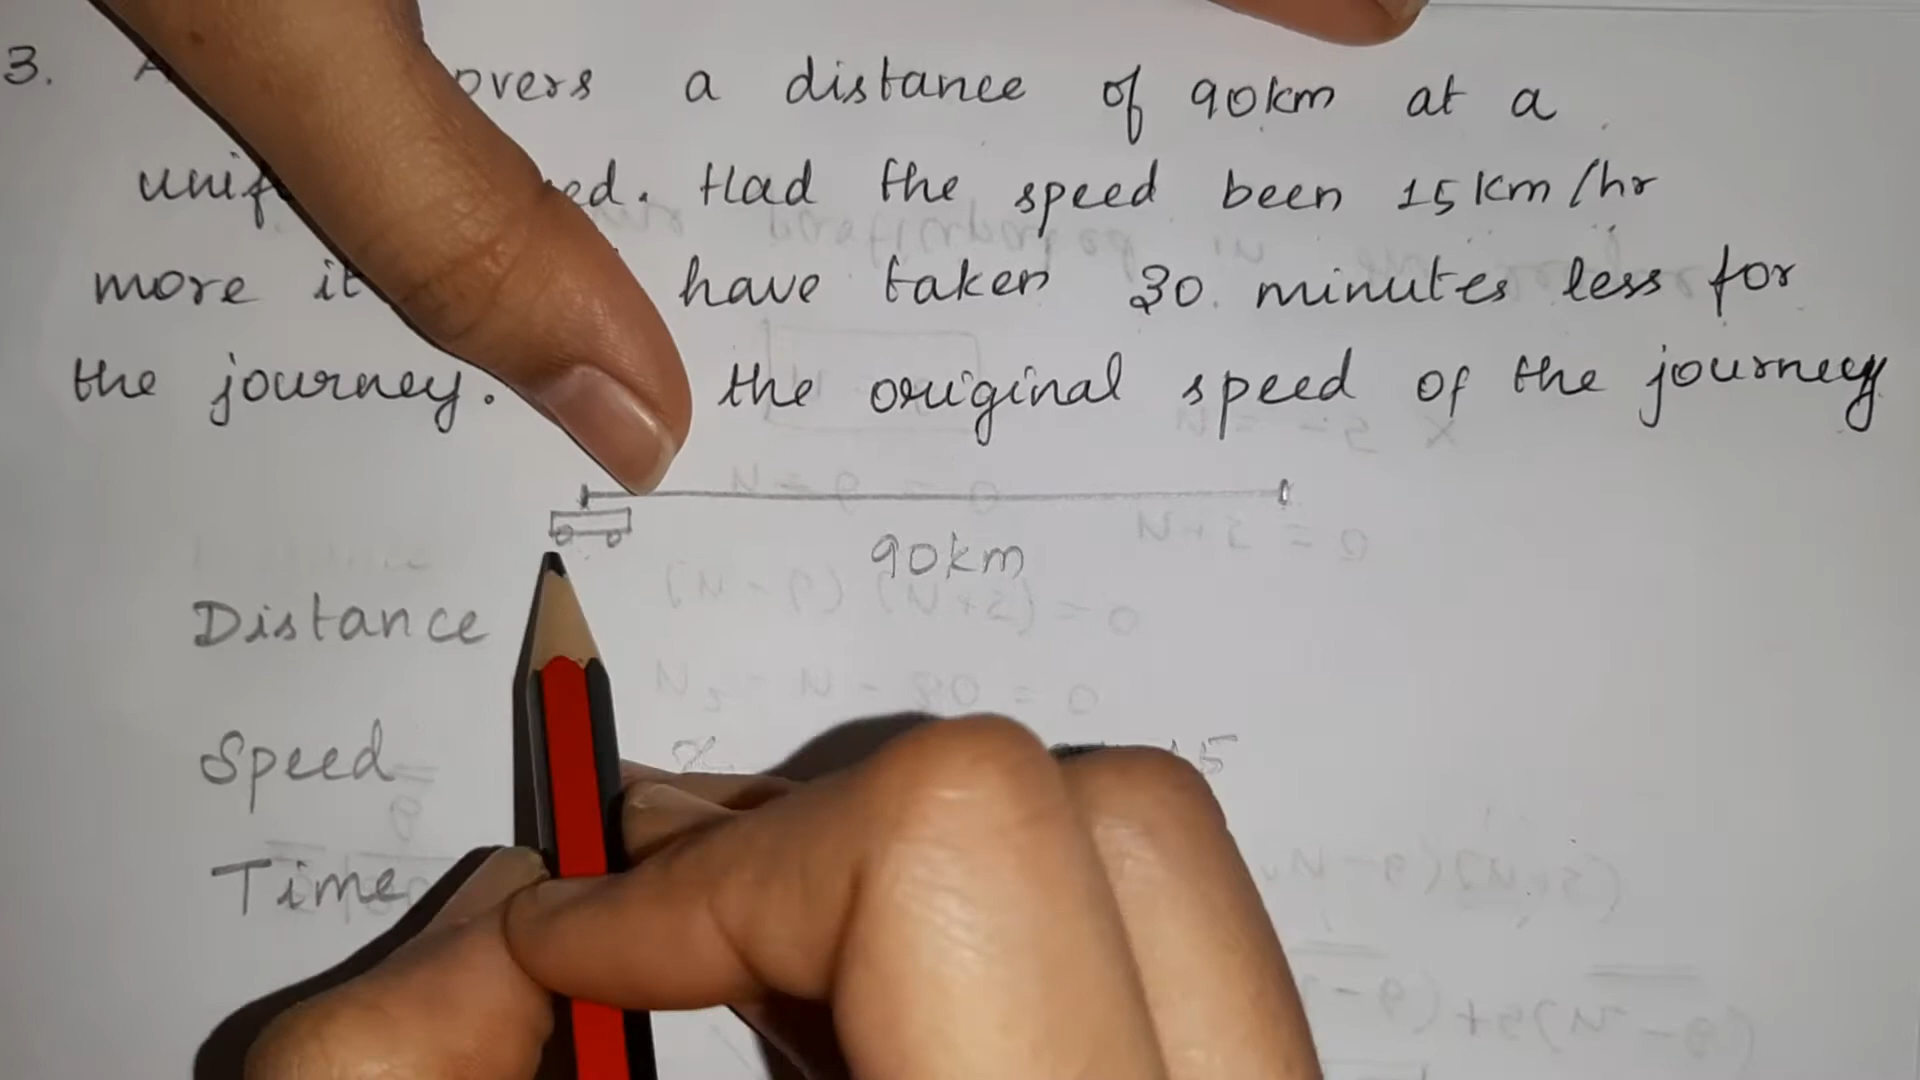 3. A overs a distance of 90km at a
unif ed. Had the speed been 15km/hr
more it have taken 30 minutes less for
the journey. the original speed of the journey
90km
Distance
Speed x 15
Time